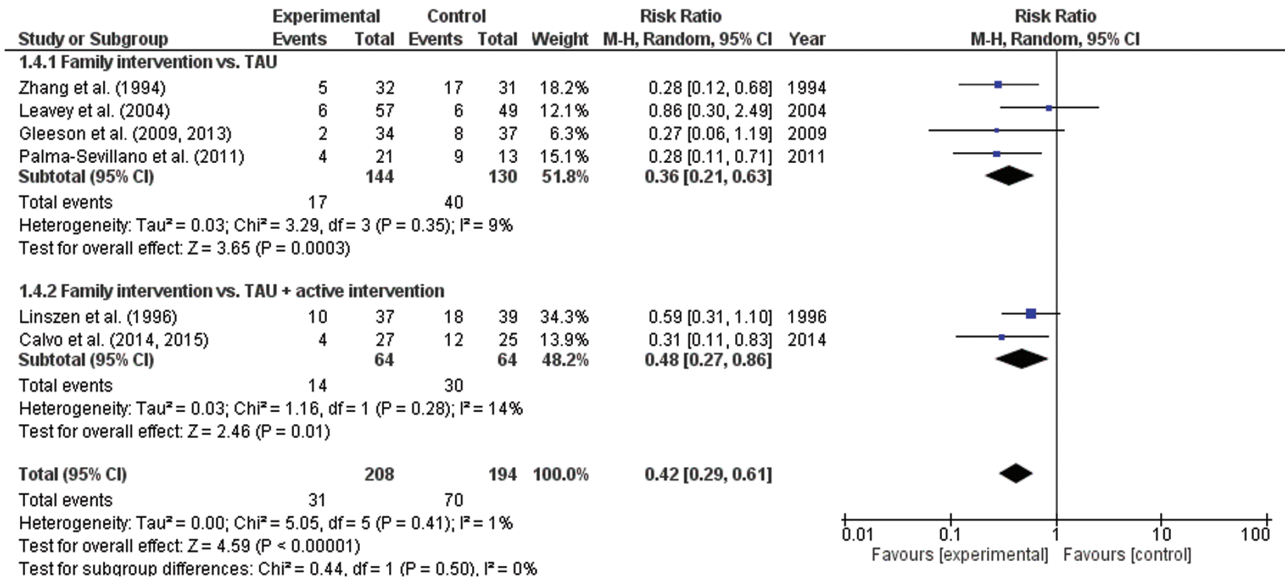 Experimental Control Risk Ratio Risk Ratio
Study or Subgroup Events Total Events Total Weight M-H, Random, 95% CI Year M-H, Random, 95% CI
1.4.1 Family intervention vs. TAU
Zhang et al. (1994) 5 32 17 31 18.2% 0.28 [0.12, 0.68] 1994
Leavey et al. (2004) 6 57 6 49 12.1% 0.86 [0.30, 2.49] 2004
Gleeson et al. (2009, 2013) 2 34 8 37 6.3% 0.27 [0.06, 1.19] 2009
Palma-Sevillano et al. (2011) 4 21 9 13 15.1% 0.28 [0.11, 0.71] 2011
Subtotal (95% CI) 144 130 51.8% 0.36 [0.21, 0.63]
Total events 17 40
Heterogeneity: Tau² = 0.03; Chi² = 3.29, df = 3 (P = 0.35); I² = 9%
Test for overall effect: Z = 3.65 (P = 0.0003)
1.4.2 Family intervention vs. TAU + active intervention
Linszen et al. (1996) 10 37 18 39 34.3% 0.59 [0.31, 1.10] 1996
Calvo et al. (2014, 2015) 4 27 12 25 13.9% 0.31 [0.11, 0.83] 2014
Subtotal (95% CI) 64 64 48.2% 0.48 [0.27, 0.86]
Total events 14 30
Heterogeneity: Tau² = 0.03; Chi² = 1.16, df = 1 (P = 0.28); I² = 14%
Test for overall effect: Z = 2.46 (P = 0.01)
Total (95% CI) 208 194 100.0% 0.42 [0.29, 0.61]
Total events 31 70
Heterogeneity: Tau² = 0.00; Chi² = 5.05, df = 5 (P = 0.41); I² = 1%
Test for overall effect: Z = 4.59 (P < 0.00001)
Test for subgroup differences: Chi² = 0.44, df = 1 (P = 0.50), I² = 0%
0.01 0.1 1 10 100
Favours [experimental] Favours [control]